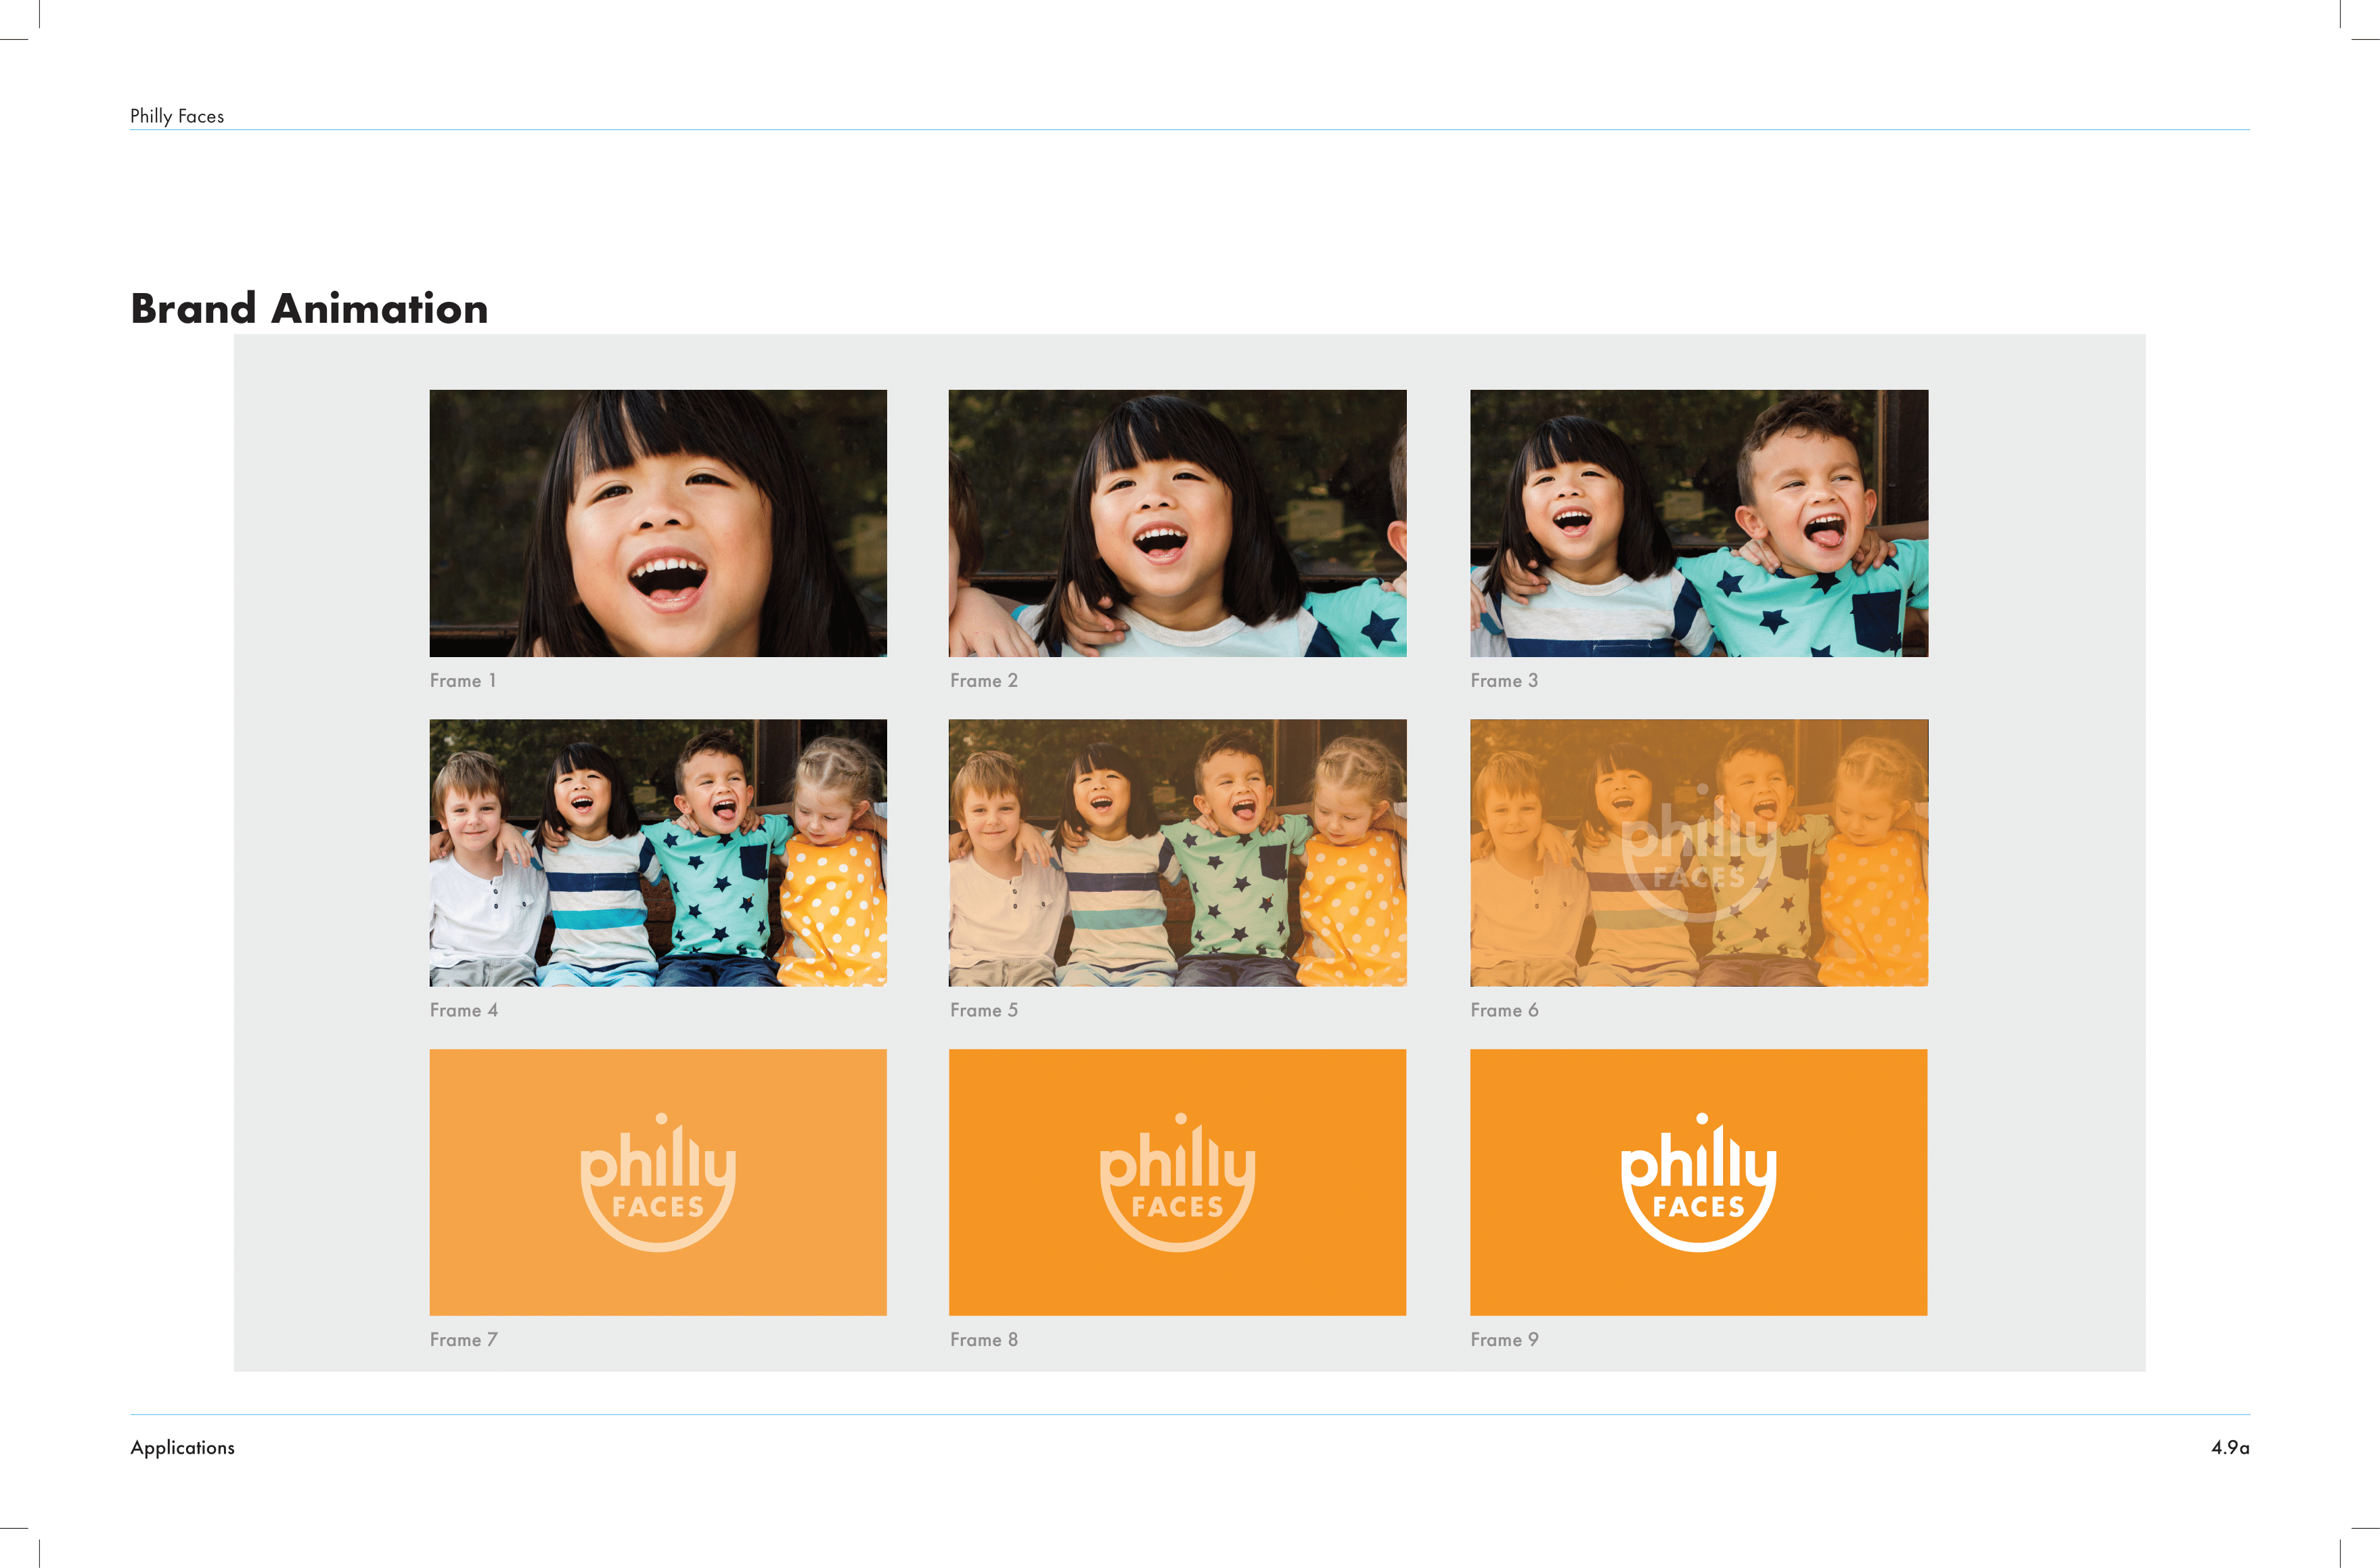 Philly Faces
Brand Animation
Frame 1
Frame 2
Frame 3
philly
FACES
Frame 4
Frame 5
Frame 6
philly
FACES
philly
FACES
philly
FACES
Frame 7
Frame 8
Frame 9
Applications
4.9a